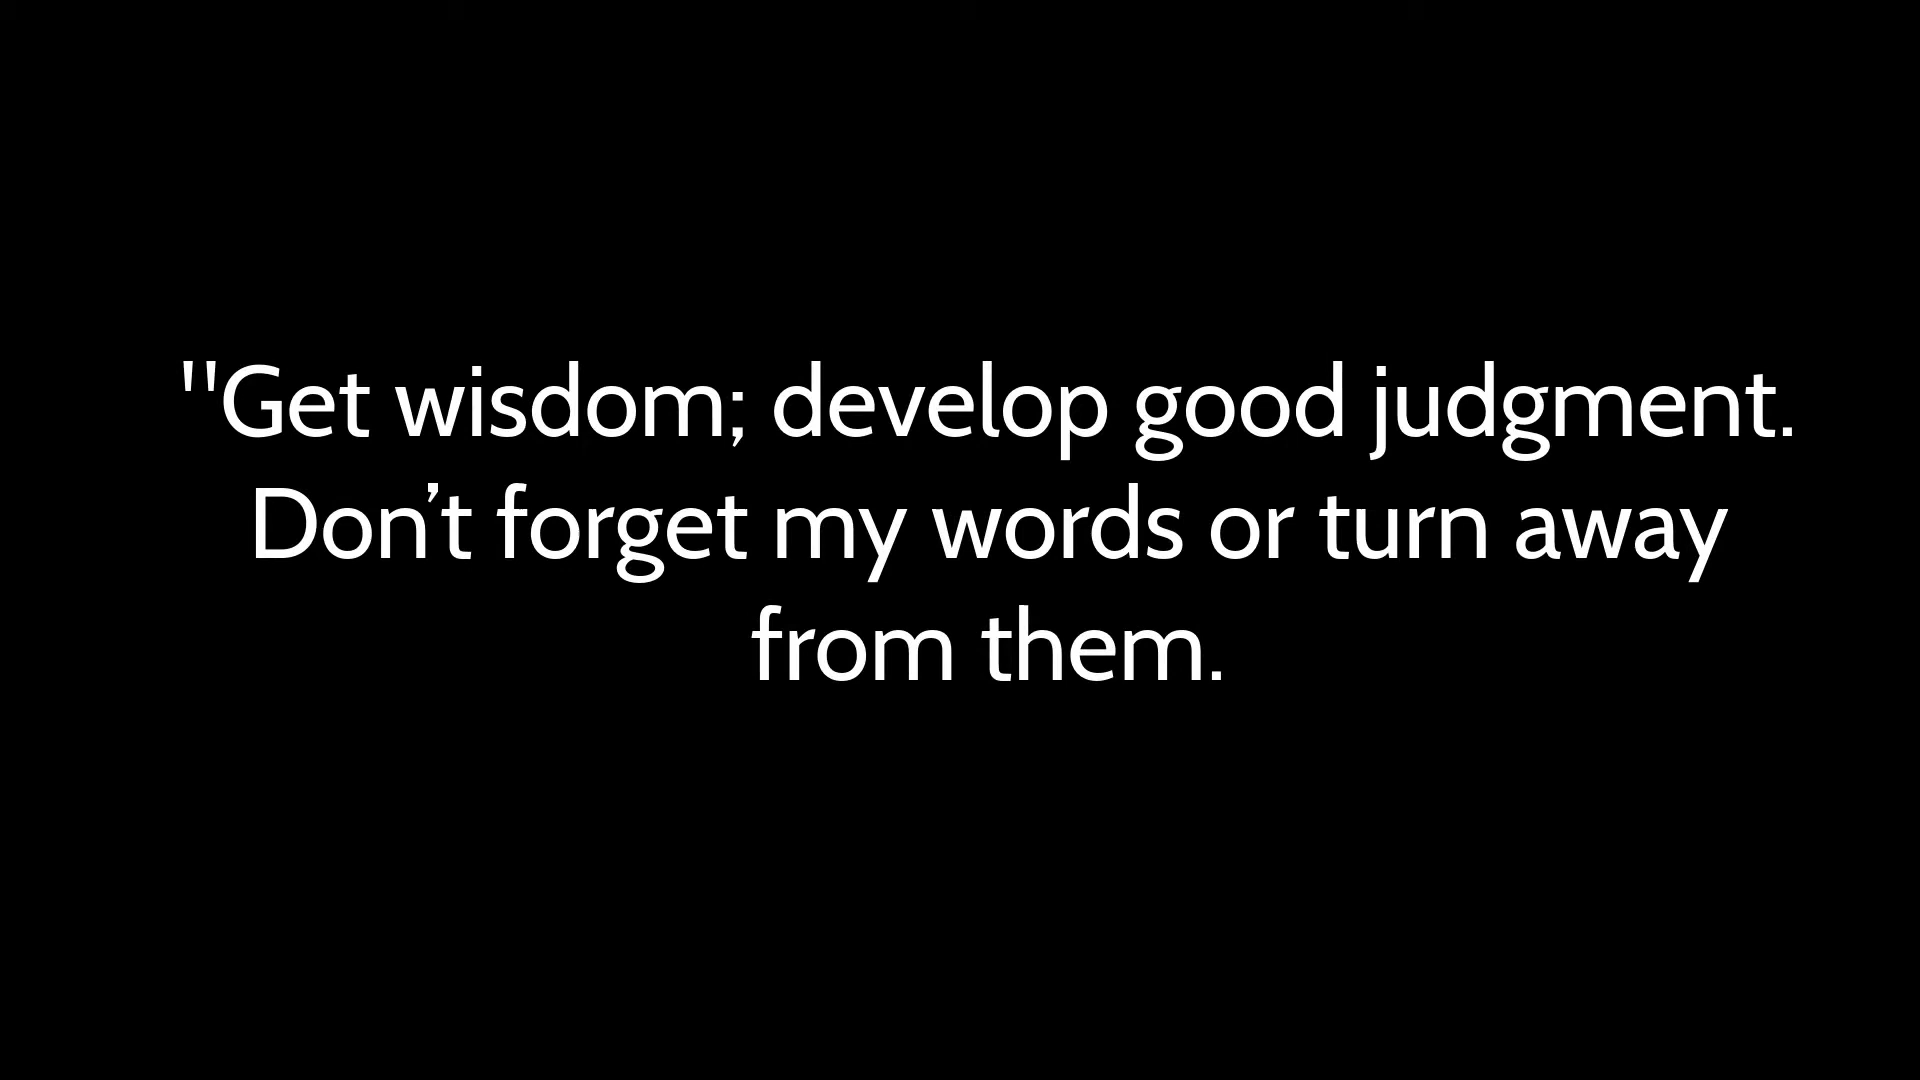 "Get wisdom; develop good judgment.
Don’t forget my words or turn away
from them.